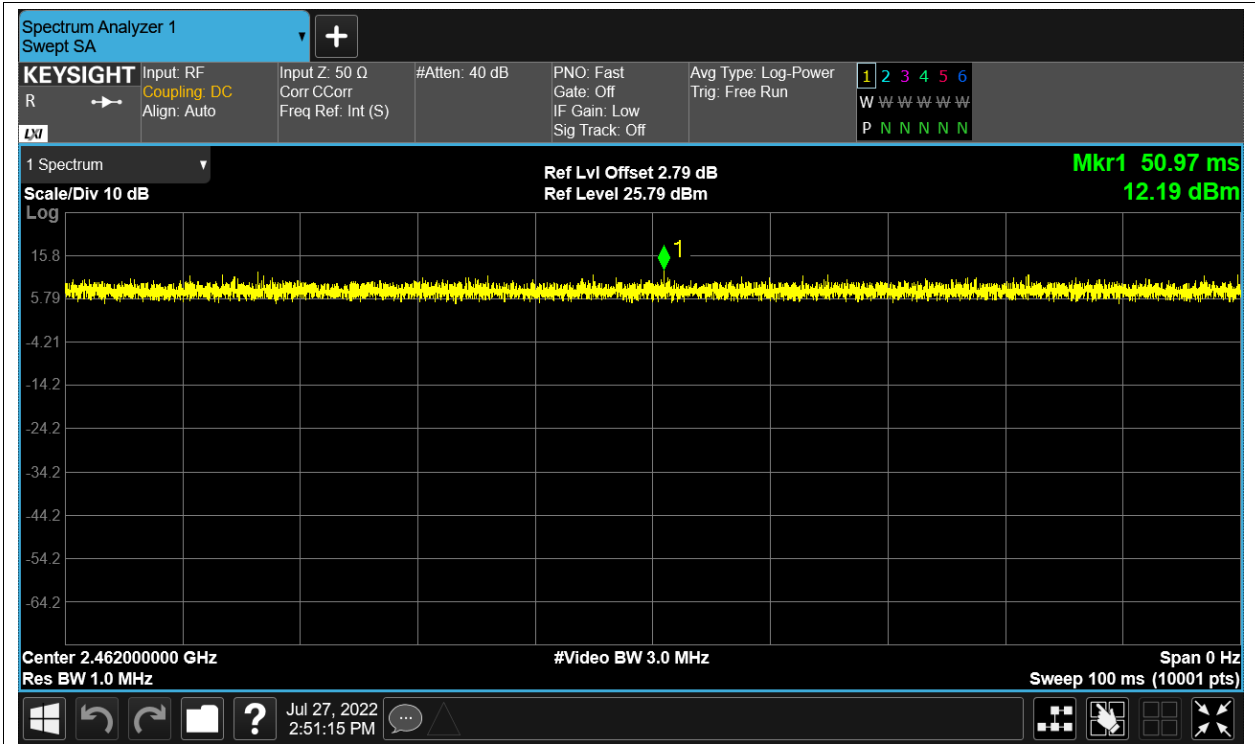 Spectrum Analyzer 1
Swept SA
KEYSIGHT
R
LXI
Input: RF
Coupling: DC
Align: Auto
Input Z: 50 Ω
Corr CCorr
Freq Ref: Int (S)
#Atten: 40 dB
PNO: Fast
Gate: Off
IF Gain: Low
Sig Track: Off
Avg Type: Log-Power
Trig: Free Run
1 2 3 4 5 6
W W W W W W
P N N N N N
1 Spectrum
Scale/Div 10 dB
Log
Ref Lvl Offset 2.79 dB
Ref Level 25.79 dBm
Mkr1 50.97 ms
12.19 dBm
1
15.8
5.79
-4.21
-14.2
-24.2
-34.2
-44.2
-54.2
-64.2
Center 2.462000000 GHz
Res BW 1.0 MHz
#Video BW 3.0 MHz
Span 0 Hz
Sweep 100 ms (10001 pts)
?
Jul 27, 2022
2:51:15 PM